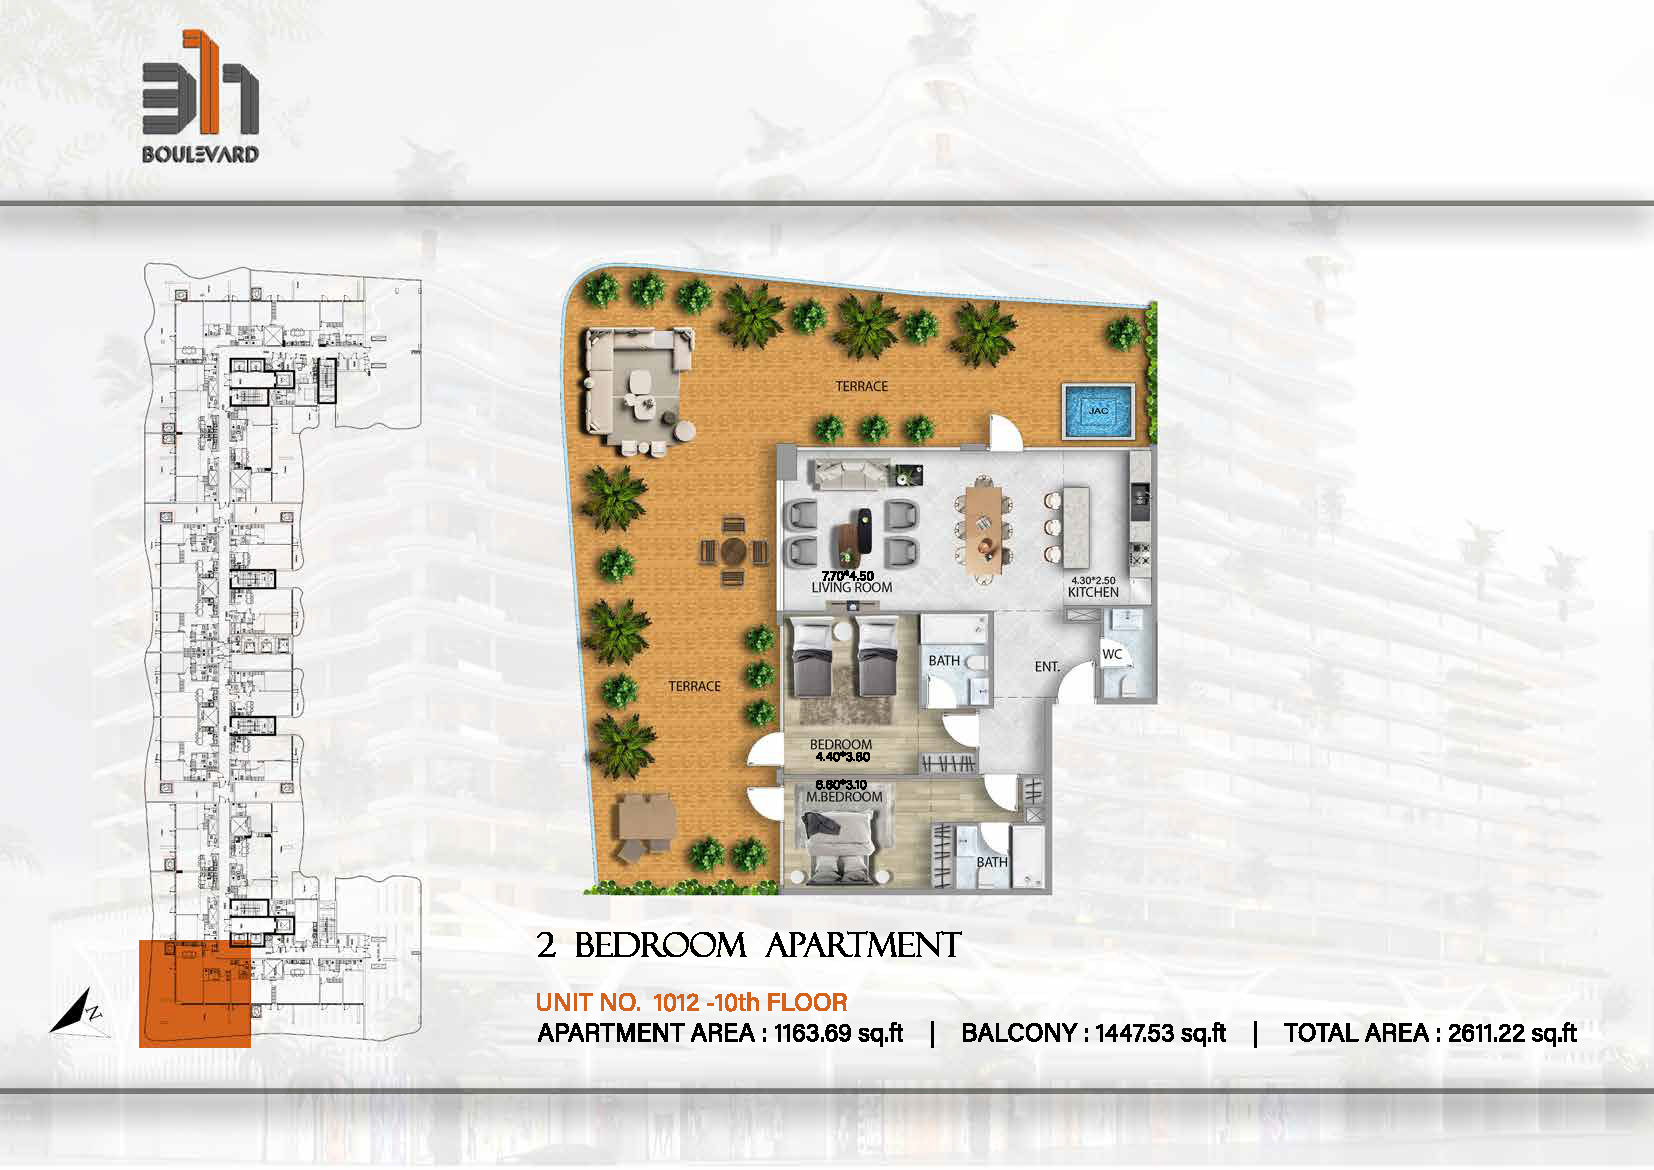 311
BOULEVARD
TERRACE
JAC
7.70*4.50
LIVING ROOM
4.30*2.50
KITCHEN
BATH
ENT.
WC
TERRACE
BEDROOM
4.40*3.60
6.60*3.10
M.BEDROOM
BATH
N
2 BEDROOM APARTMENT
UNIT NO. 1012 -10th FLOOR
APARTMENT AREA : 1163.69 sq.ft | BALCONY : 1447.53 sq.ft | TOTAL AREA : 2611.22 sq.ft